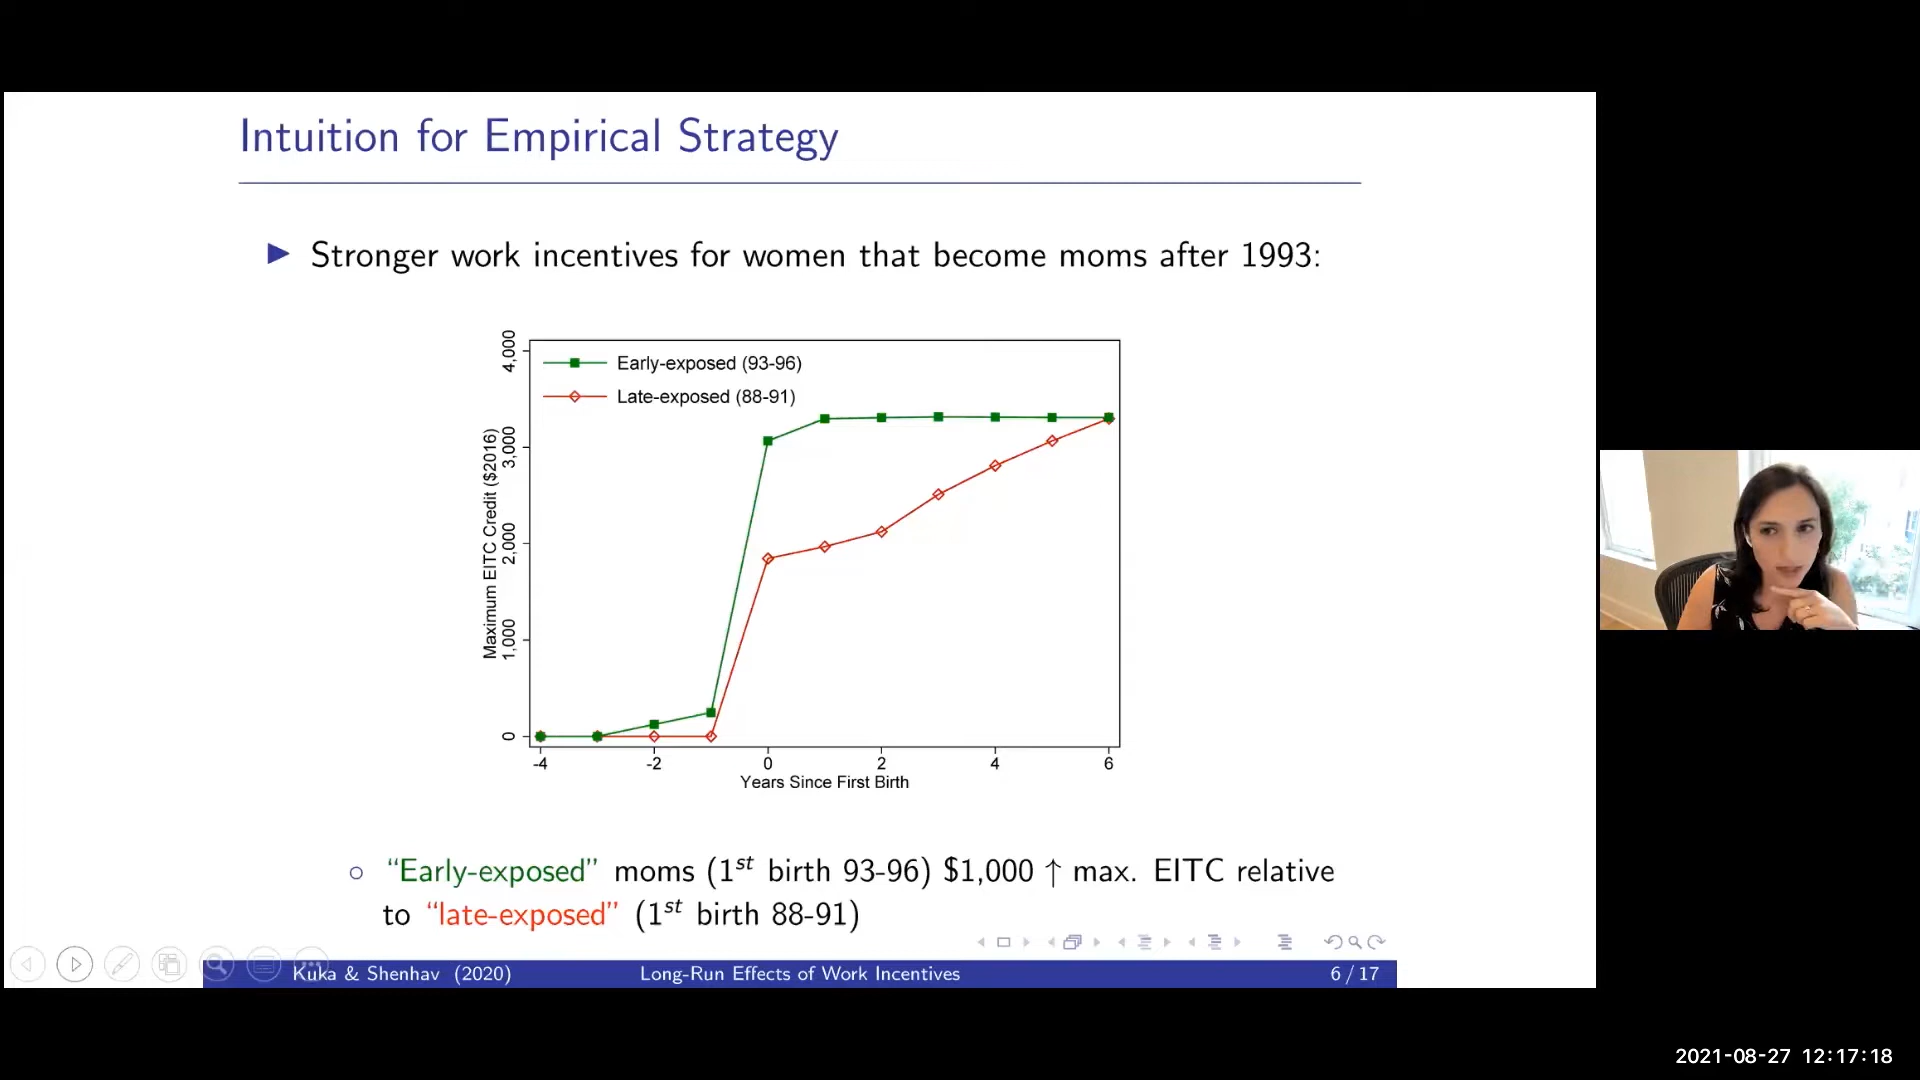 Intuition for Empirical Strategy
Stronger work incentives for women that become moms after 1993:
Early-exposed (93-96)
Late-exposed (88-91)
Maximum EITC Credit ($2016)
4,000
3,000
2,000
1,000
0
-4 -2 0 2 4 6
Years Since First Birth
“Early-exposed” moms (1st birth 93-96) $1,000 ↑ max. EITC relative
to “late-exposed” (1st birth 88-91)
Kuka & Shenhav (2020) Long-Run Effects of Work Incentives 6 / 17
2021-08-27 12:17:18